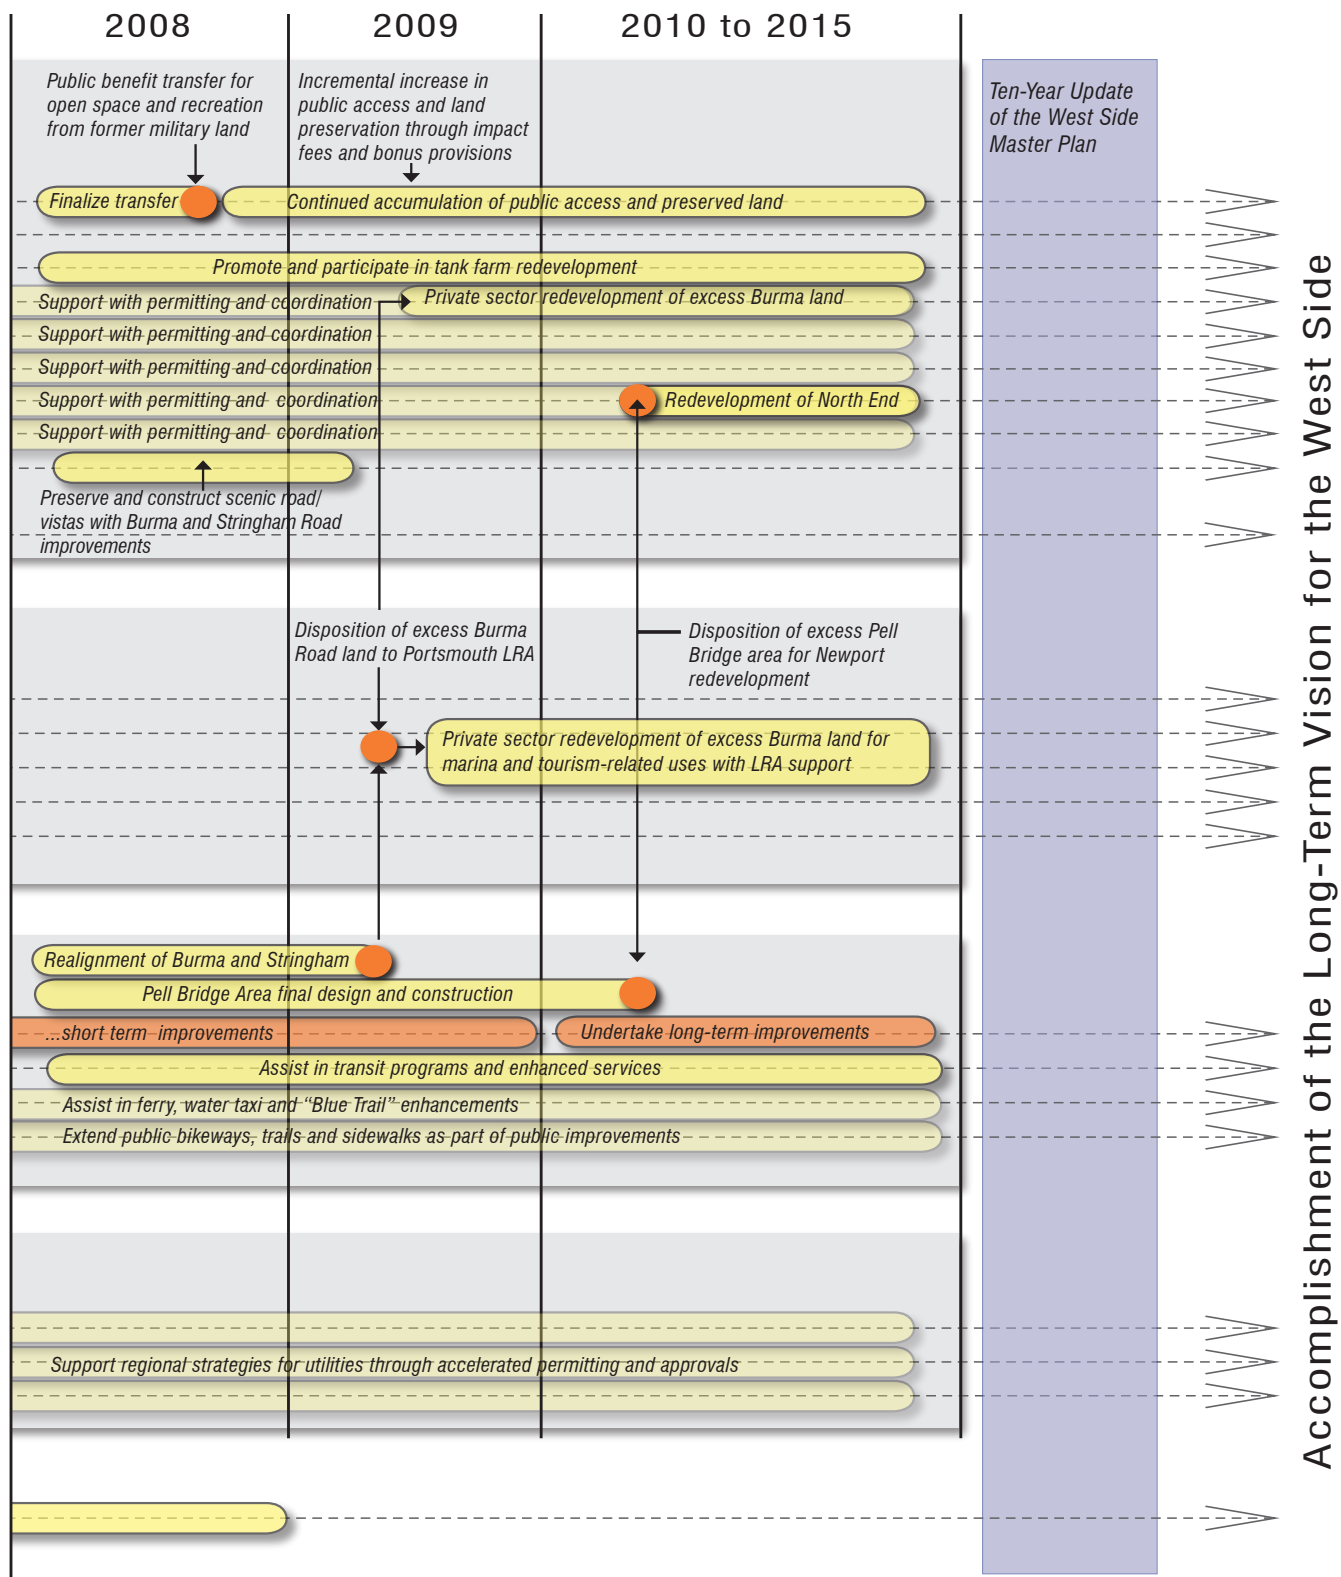 2008
2009
2010 to 2015
Public benefit transfer for
open space and recreation
from former military land
Incremental increase in
public access and land
preservation through impact
fees and bonus provisions
Ten-Year Update
of the West Side
Master Plan
Finalize transfer
Continued accumulation of public access and preserved land
Promote and participate in tank farm redevelopment
Support with permitting and coordination
Private sector redevelopment of excess Burma land
Support with permitting and coordination
Support with permitting and coordination
Support with permitting and coordination
Redevelopment of North End
Support with permitting and coordination
Preserve and construct scenic road/
vistas with Burma and Stringham Road
improvements
Disposition of excess Burma
Road land to Portsmouth LRA
Disposition of excess Pell
Bridge area for Newport
redevelopment
Private sector redevelopment of excess Burma land for
marina and tourism-related uses with LRA support
Realignment of Burma and Stringham
Pell Bridge Area final design and construction
...short term improvements
Undertake long-term improvements
Assist in transit programs and enhanced services
Assist in ferry, water taxi and “Blue Trail” enhancements
Extend public bikeways, trails and sidewalks as part of public improvements
Support regional strategies for utilities through accelerated permitting and approvals
Accomplishment of the Long-Term Vision for the West Side